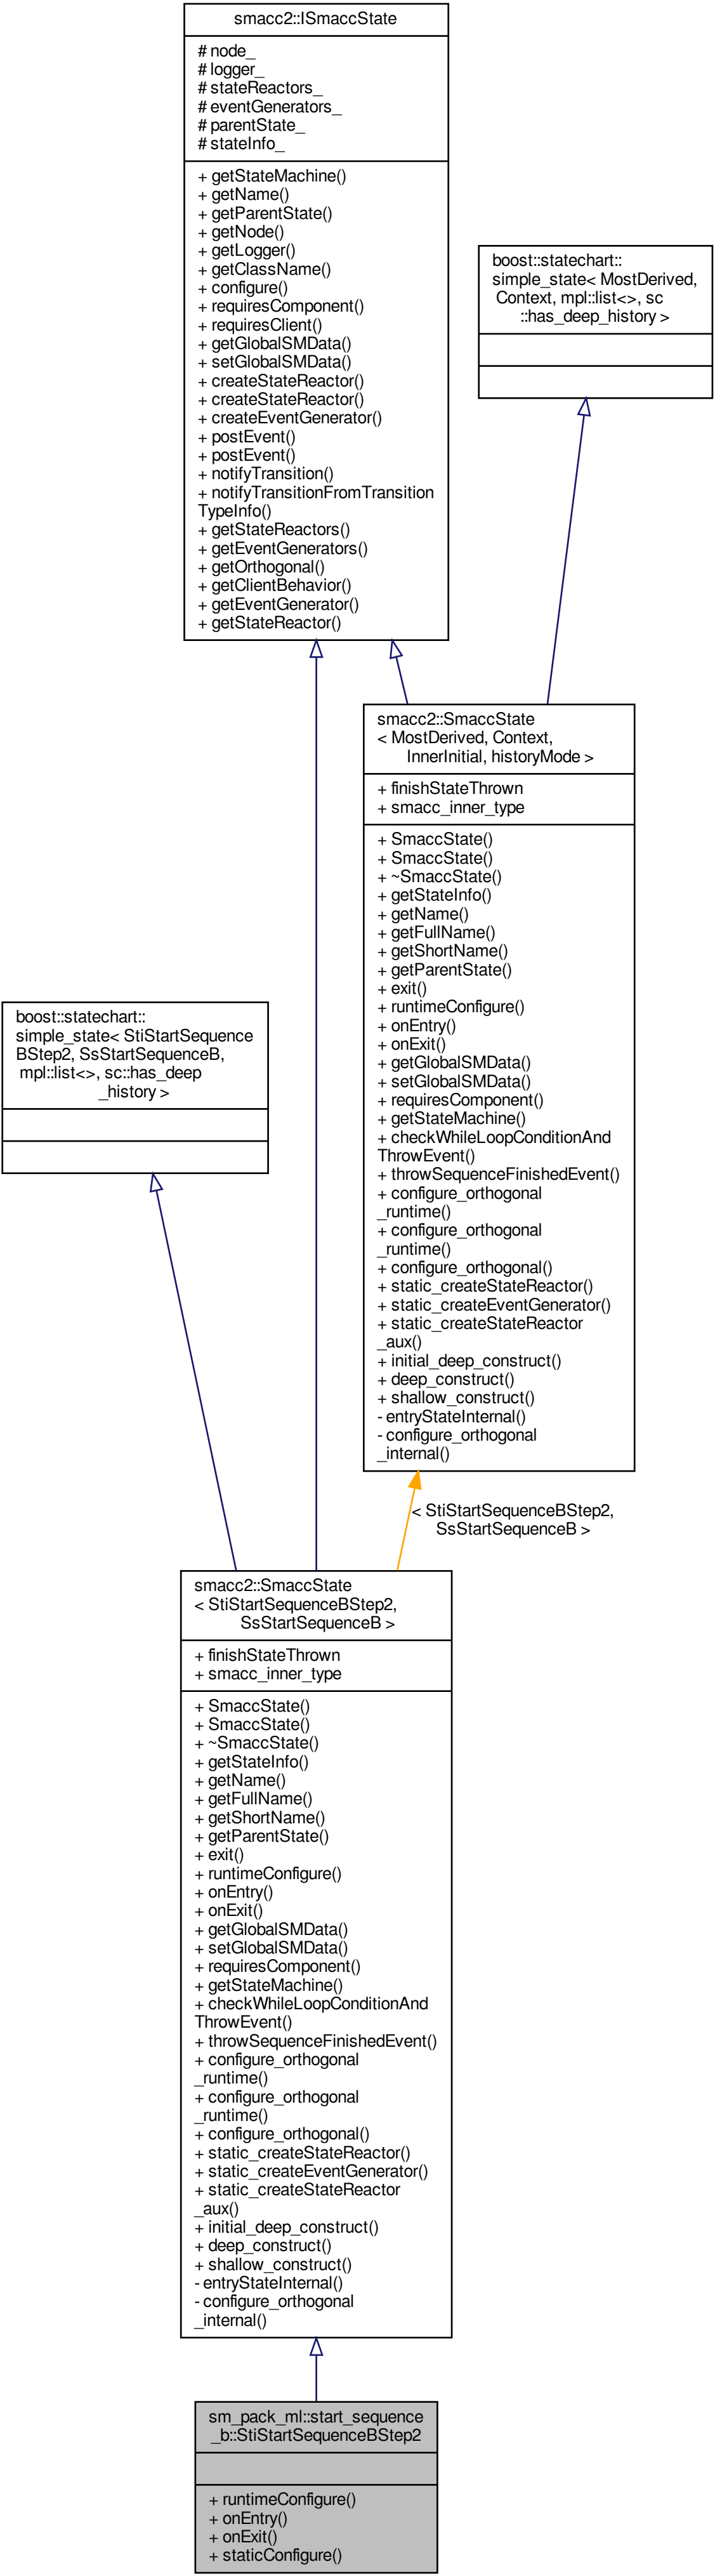 smacc2::ISmaccState
# node_
# logger_
# stateReactors_
# eventGenerators_
# parentState_
# stateInfo_
+ getStateMachine()
+ getName()
+ getParentState()
+ getNode()
+ getLogger()
+ getClassName()
+ configure()
+ requiresComponent()
+ requiresClient()
+ getGlobalSMData()
+ setGlobalSMData()
+ createStateReactor()
+ createStateReactor()
+ createEventGenerator()
+ postEvent()
+ postEvent()
+ notifyTransition()
+ notifyTransitionFromTransition
TypeInfo()
+ getStateReactors()
+ getEventGenerators()
+ getOrthogonal()
+ getClientBehavior()
+ getEventGenerator()
+ getStateReactor()
boost::statechart::
simple_state< MostDerived,
Context, mpl::list<>, sc
::has_deep_history >
smacc2::SmaccState
< MostDerived, Context,
InnerInitial, historyMode >
+ finishStateThrown
+ smacc_inner_type
+ SmaccState()
+ SmaccState()
+ ~SmaccState()
+ getStateInfo()
+ getName()
+ getFullName()
+ getShortName()
+ getParentState()
+ exit()
+ runtimeConfigure()
+ onEntry()
+ onExit()
+ getGlobalSMData()
+ setGlobalSMData()
+ requiresComponent()
+ getStateMachine()
+ checkWhileLoopConditionAnd
ThrowEvent()
+ throwSequenceFinishedEvent()
+ configure_orthogonal
_runtime()
+ configure_orthogonal
_runtime()
+ configure_orthogonal()
+ static_createStateReactor()
+ static_createEventGenerator()
+ static_createStateReactor
_aux()
+ initial_deep_construct()
+ deep_construct()
+ shallow_construct()
- entryStateInternal()
- configure_orthogonal
_internal()
boost::statechart::
simple_state< StiStartSequence
BStep2, SsStartSequenceB,
mpl::list<>, sc::has_deep
_history >
< StiStartSequenceBStep2,
SsStartSequenceB >
smacc2::SmaccState
< StiStartSequenceBStep2,
SsStartSequenceB >
+ finishStateThrown
+ smacc_inner_type
+ SmaccState()
+ SmaccState()
+ ~SmaccState()
+ getStateInfo()
+ getName()
+ getFullName()
+ getShortName()
+ getParentState()
+ exit()
+ runtimeConfigure()
+ onEntry()
+ onExit()
+ getGlobalSMData()
+ setGlobalSMData()
+ requiresComponent()
+ getStateMachine()
+ checkWhileLoopConditionAnd
ThrowEvent()
+ throwSequenceFinishedEvent()
+ configure_orthogonal
_runtime()
+ configure_orthogonal
_runtime()
+ configure_orthogonal()
+ static_createStateReactor()
+ static_createEventGenerator()
+ static_createStateReactor
_aux()
+ initial_deep_construct()
+ deep_construct()
+ shallow_construct()
- entryStateInternal()
- configure_orthogonal
_internal()
sm_pack_ml::start_sequence
_b::StiStartSequenceBStep2
+ runtimeConfigure()
+ onEntry()
+ onExit()
+ staticConfigure()